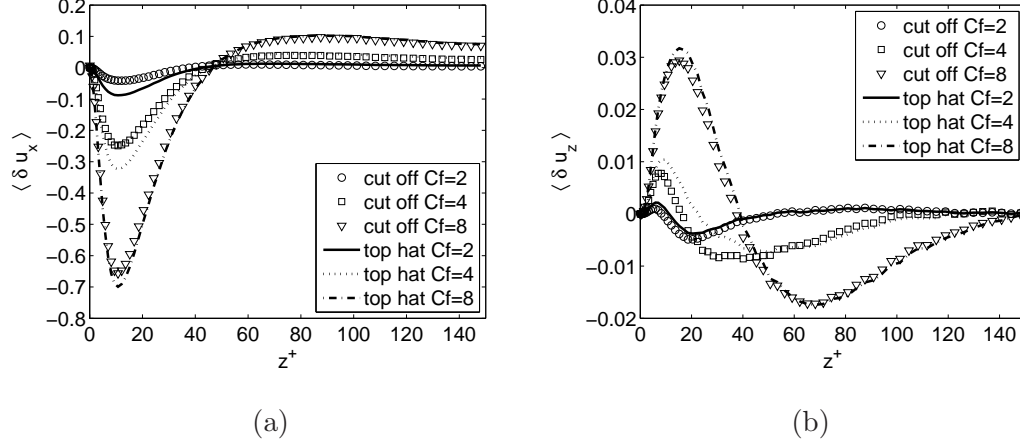 0.2
0.1
0
-0.1
-0.2
-0.3
-0.4
-0.5
-0.6
-0.7
-0.8
0 20 40 60 80 100 120 140
z+
⟨ δ u_x ⟩
cut off Cf=2
cut off Cf=4
cut off Cf=8
top hat Cf=2
top hat Cf=4
top hat Cf=8
(a)
0.04
0.03
0.02
0.01
0
-0.01
-0.02
0 20 40 60 80 100 120 140
z+
⟨ δ u_z ⟩
cut off Cf=2
cut off Cf=4
cut off Cf=8
top hat Cf=2
top hat Cf=4
top hat Cf=8
(b)